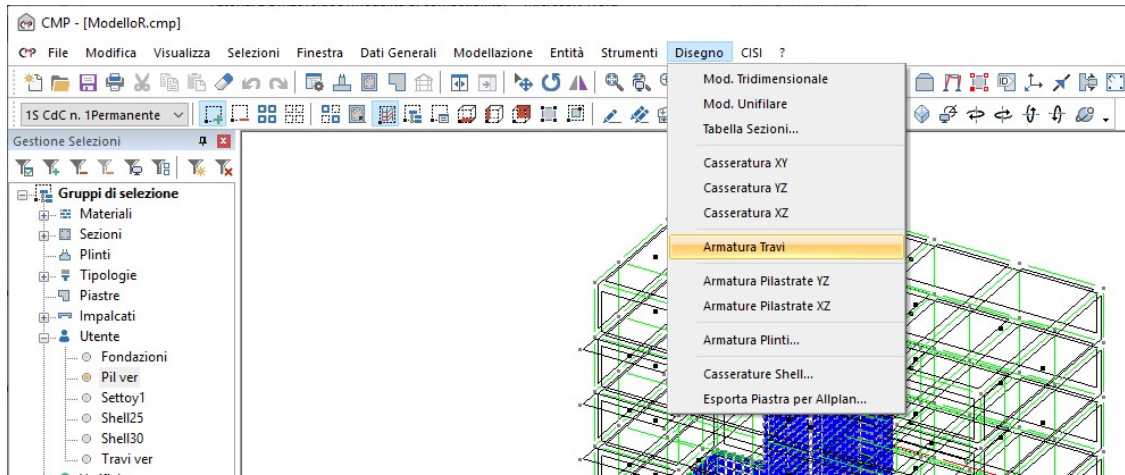 CMP - [ModelloR.cmp]
CMP File Modifica Visualizza Selezioni Finestra Dati Generali Modellazione Entità Strumenti Disegno CISI ?
1S CdC n. 1Permanente
Gestione Selezioni
Gruppi di selezione
Materiali
Sezioni
Plinti
Tipologie
Piastre
Impalcati
Utente
Fondazioni
Pil ver
Settoy1
Shell25
Shell30
Travi ver
Mod. Tridimensionale
Mod. Unifilare
Tabella Sezioni...
Casseratura XY
Casseratura YZ
Casseratura XZ
Armatura Travi
Armatura Pilastrate YZ
Armature Pilastrate XZ
Armatura Plinti...
Casserature Shell...
Esporta Piastra per Allplan...